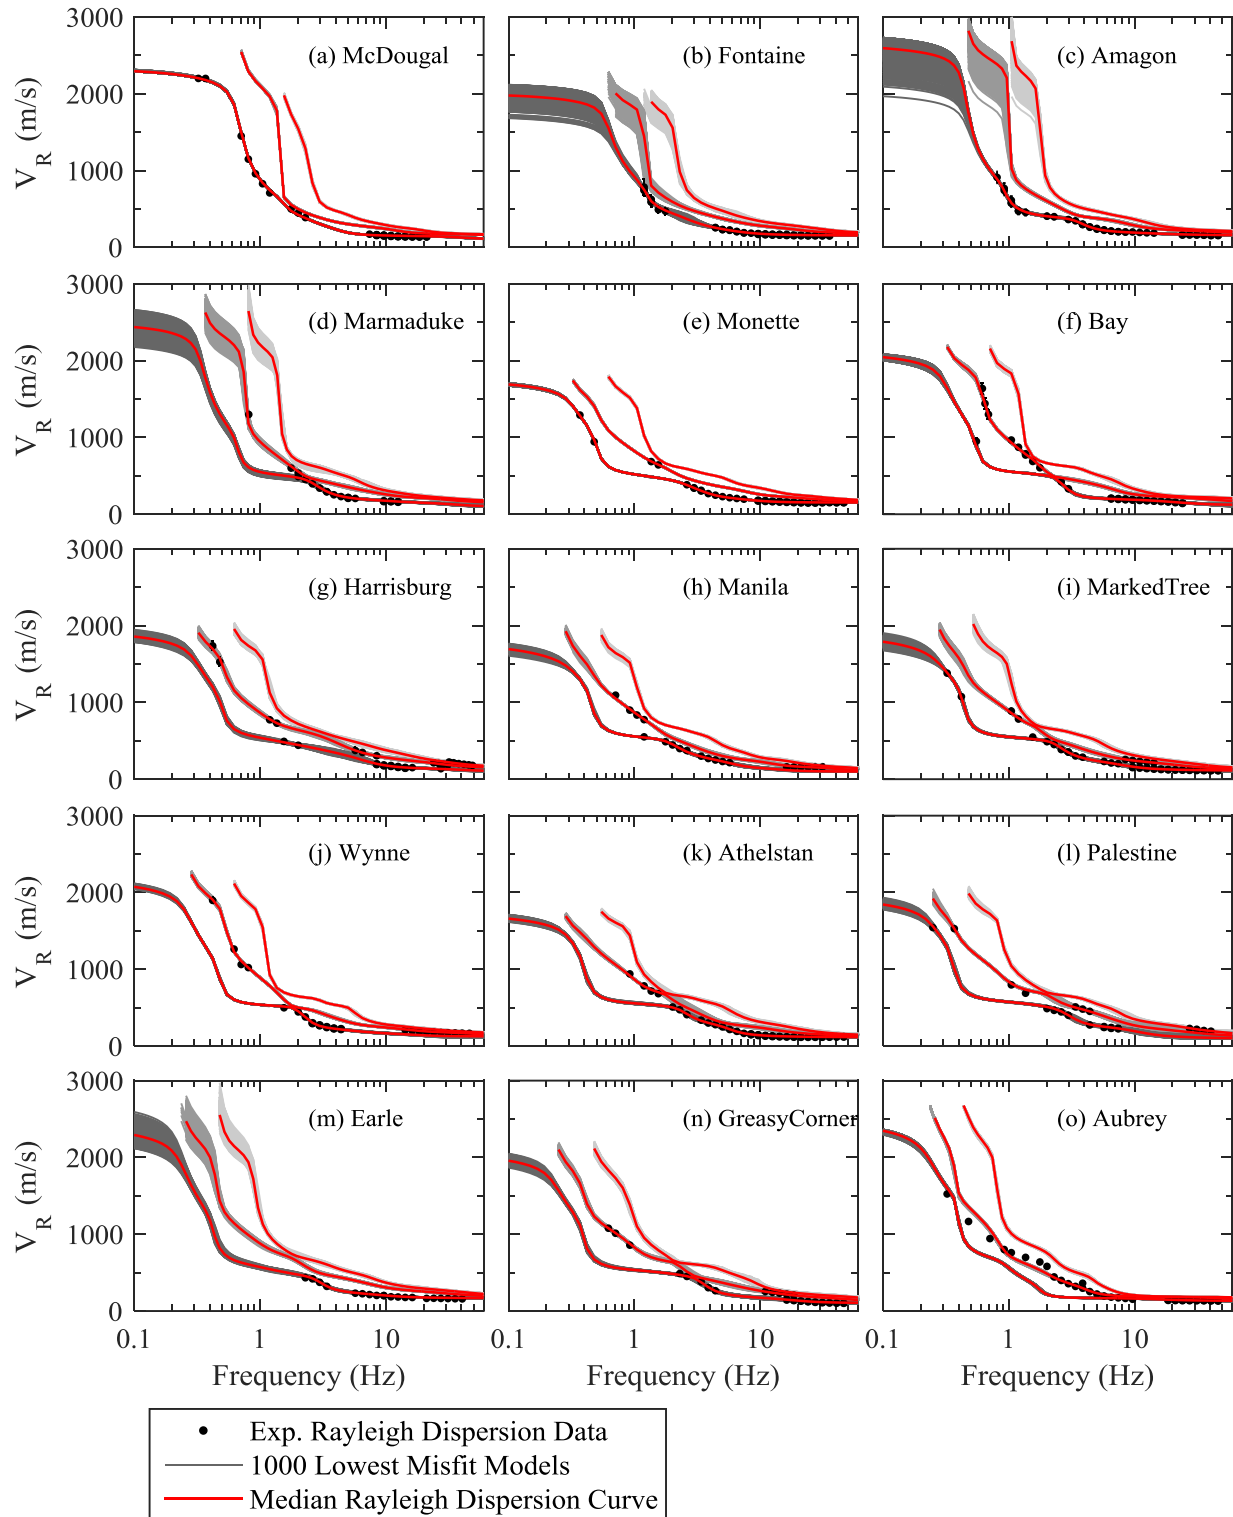 3000
2000
1000
0
V_R (m/s)
(a) McDougal
(b) Fontaine
(c) Amagon
3000
2000
1000
0
V_R (m/s)
(d) Marmaduke
(e) Monette
(f) Bay
3000
2000
1000
0
V_R (m/s)
(g) Harrisburg
(h) Manila
(i) MarkedTree
3000
2000
1000
0
V_R (m/s)
(j) Wynne
(k) Athelstan
(l) Palestine
3000
2000
1000
0
V_R (m/s)
(m) Earle
(n) GreasyCorner
(o) Aubrey
0.1 1 10 0.1 1 10 0.1 1 10
Frequency (Hz) Frequency (Hz) Frequency (Hz)
Exp. Rayleigh Dispersion Data
1000 Lowest Misfit Models
Median Rayleigh Dispersion Curve